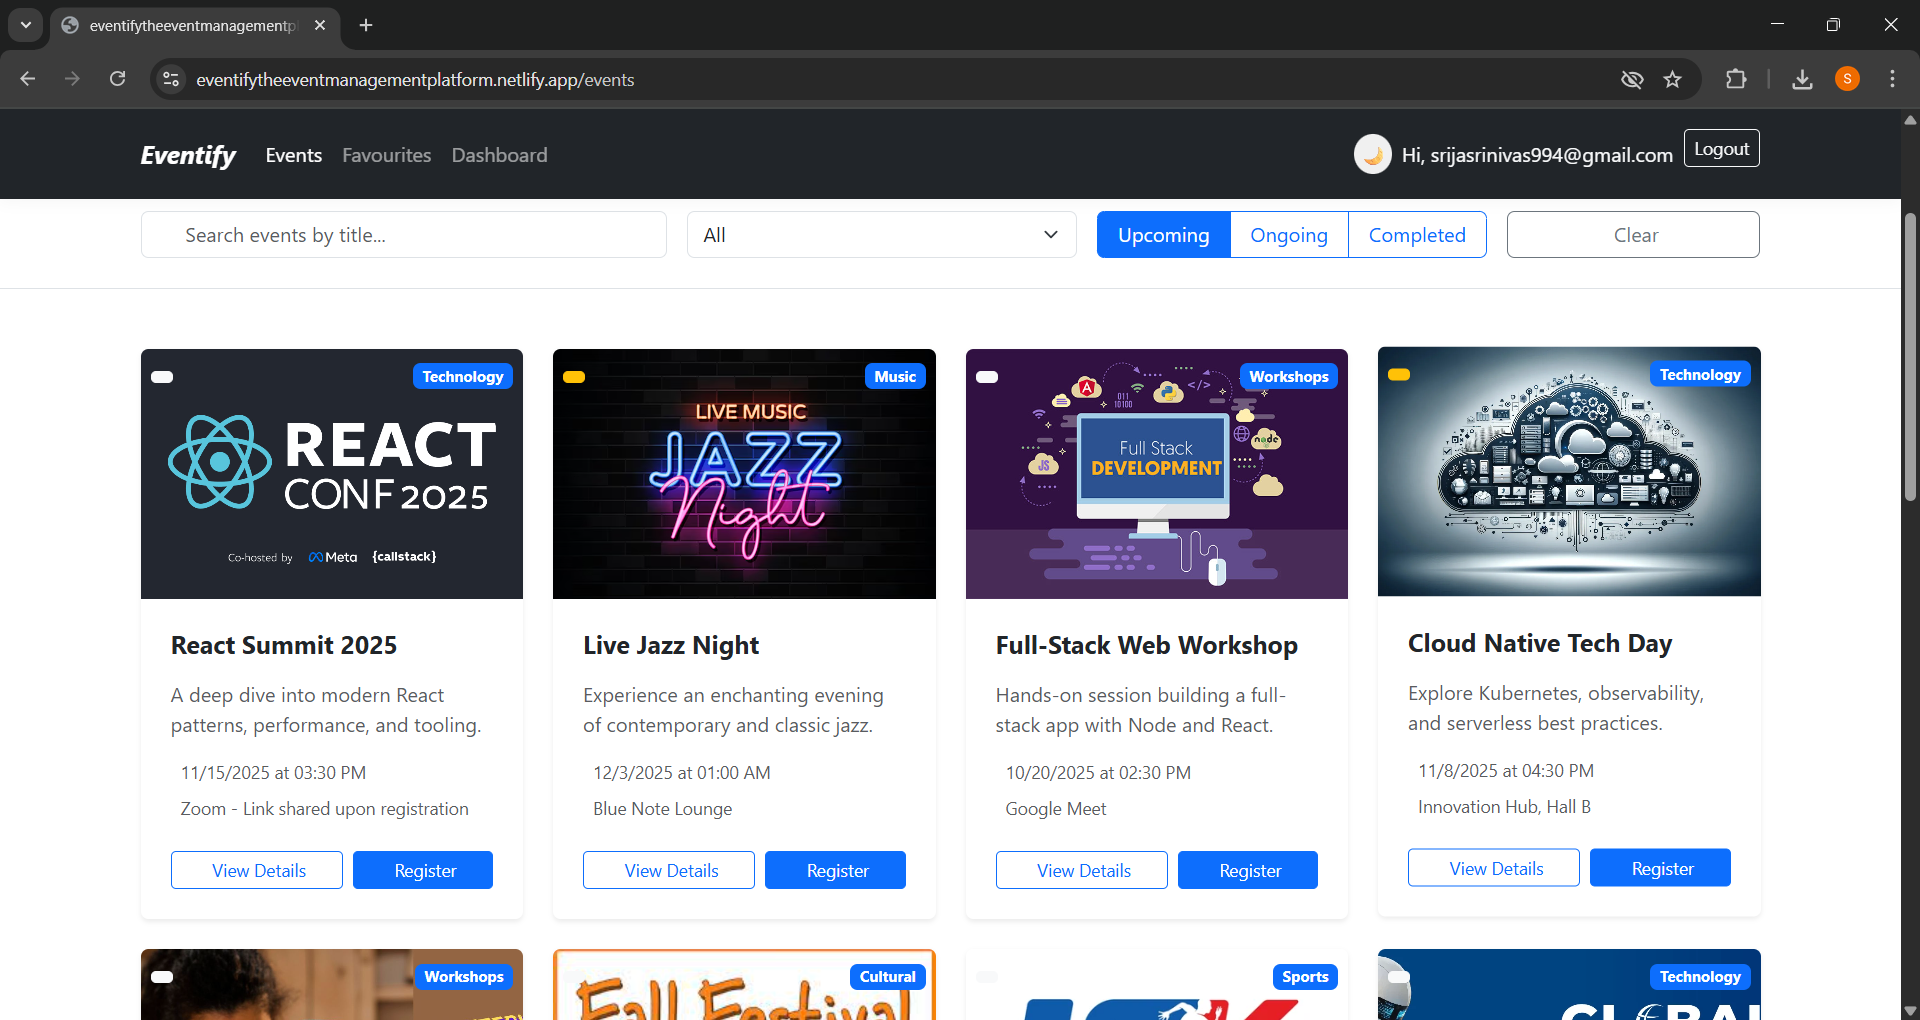 eventifytheeventmanagementpl
eventifytheeventmanagementplatform.netlify.app/events
S
Eventify
Events
Favourites
Dashboard
Hi, srijasrinivas994@gmail.com
Logout
Search events by title...
All
Upcoming
Ongoing
Completed
Clear
Technology
REACT
CONF 2025
Co-hosted by Meta {callstack}
React Summit 2025
A deep dive into modern React
patterns, performance, and tooling.
11/15/2025 at 03:30 PM
Zoom - Link shared upon registration
View Details
Register
Music
LIVE MUSIC
JAZZ
Night
Live Jazz Night
Experience an enchanting evening
of contemporary and classic jazz.
12/3/2025 at 01:00 AM
Blue Note Lounge
View Details
Register
Workshops
011
10100
</>
node
JS
Full Stack
DEVELOPMENT
Full-Stack Web Workshop
Hands-on session building a full-
stack app with Node and React.
10/20/2025 at 02:30 PM
Google Meet
View Details
Register
Technology
Cloud Native Tech Day
Explore Kubernetes, observability,
and serverless best practices.
11/8/2025 at 04:30 PM
Innovation Hub, Hall B
View Details
Register
Workshops
Cultural
Fall Festival
Sports
Technology
GLOBAL